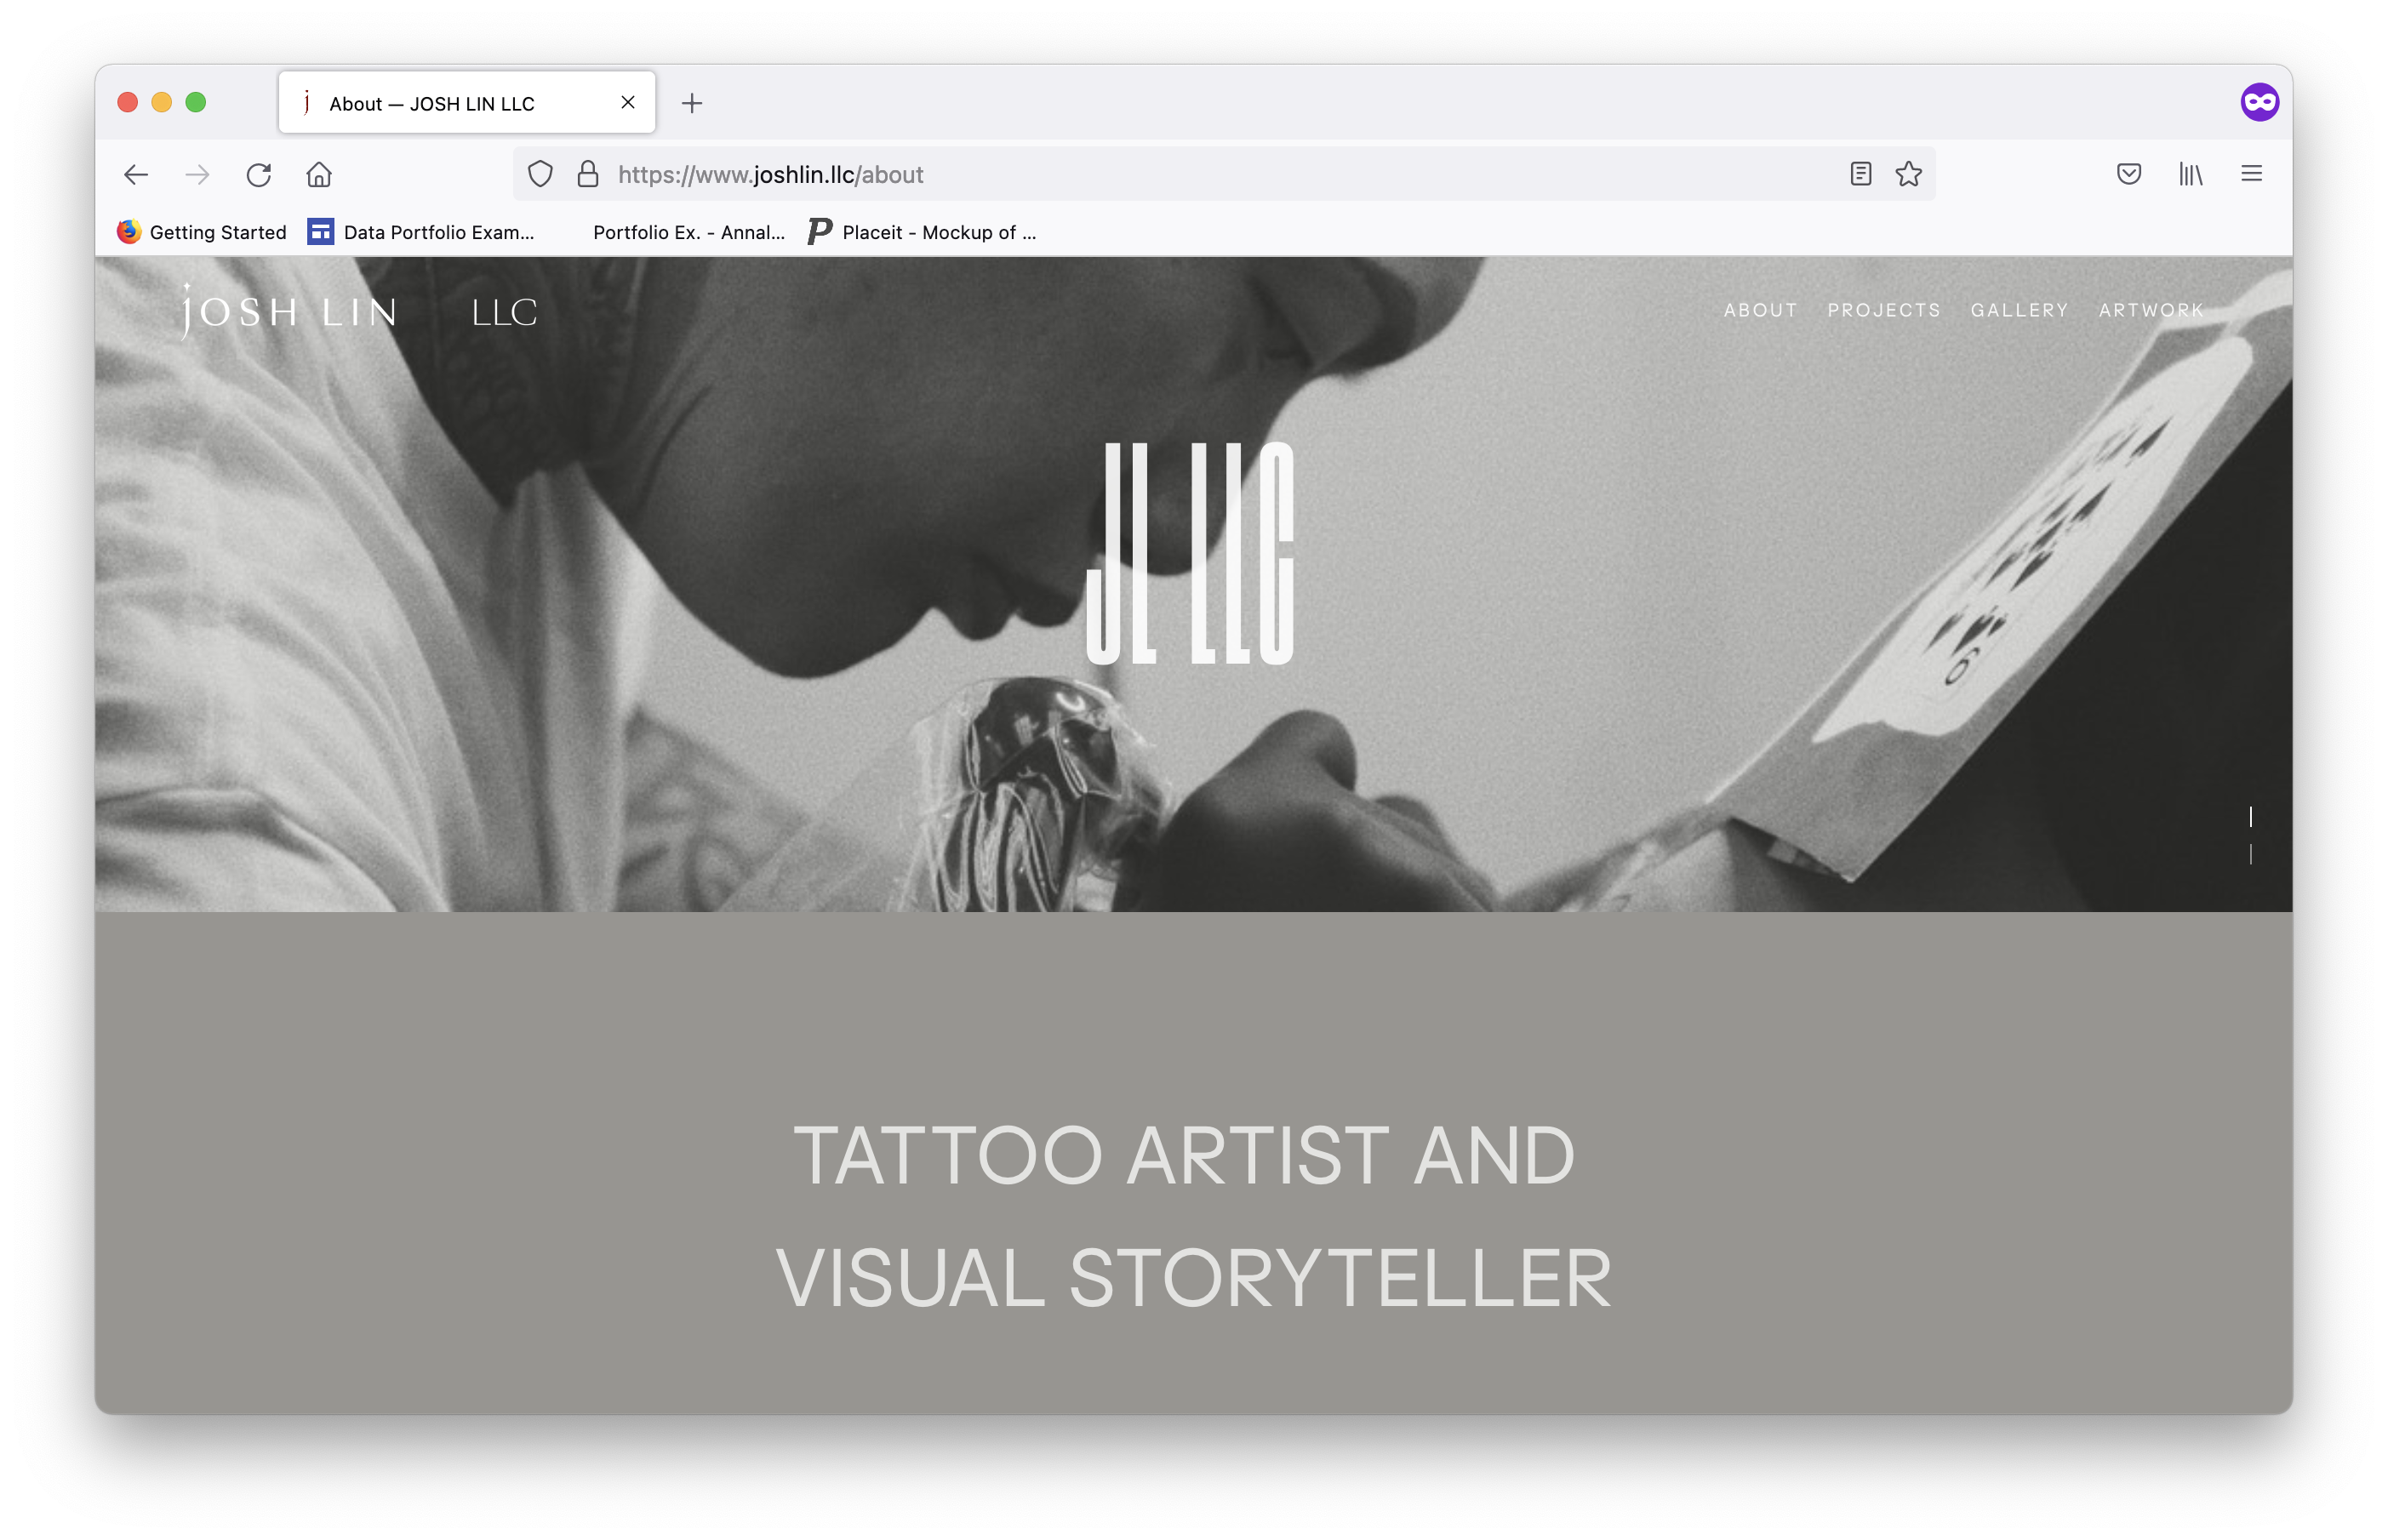 About — JOSH LIN LLC
https://www.joshlin.llc/about
Getting Started Data Portfolio Exam... Portfolio Ex. - Annal... Placeit - Mockup of ...
jOSH LIN LLC
ABOUT PROJECTS GALLERY ARTWORK
JL LLC
6
TATTOO ARTIST AND
VISUAL STORYTELLER